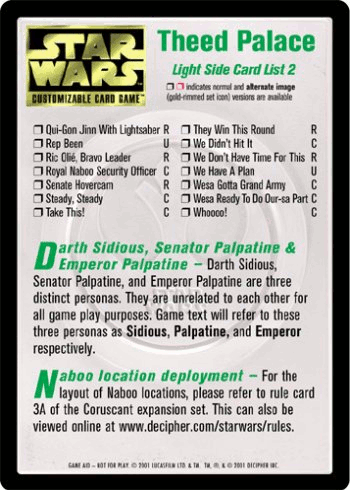 STAR WARS
CUSTOMIZABLE CARD GAME™
Theed Palace
Light Side Card List 2
indicates normal and alternate image
(gold-rimmed set icon) versions are available
Qui-Gon Jinn With Lightsaber R
Rep Been U
Ric Olié, Bravo Leader R
Royal Naboo Security Officer C
Senate Hovercam R
Steady, Steady C
Take This! C
They Win This Round R
We Didn't Hit It C
We Don't Have Time For This R
We Have A Plan U
Wesa Gotta Grand Army C
Wesa Ready To Do Our-sa Part C
Whoooo! C
Darth Sidious, Senator Palpatine &
Emperor Palpatine – Darth Sidious,
Senator Palpatine, and Emperor Palpatine are three
distinct personas. They are unrelated to each other for
all game play purposes. Game text will refer to these
three personas as Sidious, Palpatine, and Emperor
respectively.
Naboo location deployment – For the
layout of Naboo locations, please refer to rule card
3A of the Coruscant expansion set. This can also be
viewed online at www.decipher.com/starwars/rules.
GAME AID – NOT FOR PLAY. © 2001 LUCASFILM LTD. & TM. TM, ®, & © 2001 DECIPHER INC.